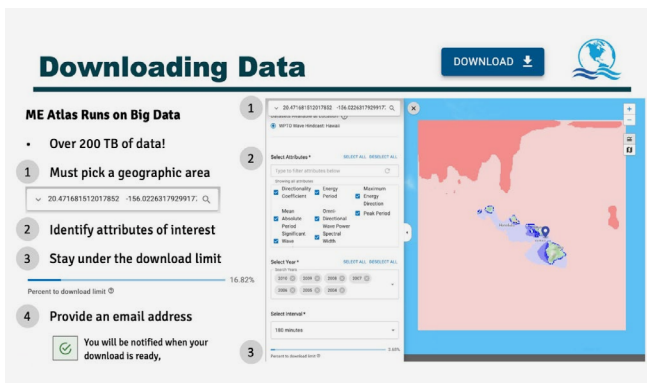 Downloading Data
DOWNLOAD
ME Atlas Runs on Big Data
• Over 200 TB of data!
1 Must pick a geographic area
20.471681512017852 -156.0226317929917.
2 Identify attributes of interest
3 Stay under the download limit
16.82%
Percent to download limit
4 Provide an email address
You will be notified when your
download is ready,
1
20.471681512017852 -156.0226317929917.
WPTO Wave Hindcast: Hawaii
2
Select Attributes *
SELECT ALL DESELECT ALL
Type to filter attributes below
Showing all attributes
Directionality Coefficient
Energy Period
Maximum Energy Direction
Mean Absolute Period
Omni Directional Wave Power
Peak Period
Significant Wave
Spectral Width
Select Year *
SELECT ALL DESELECT ALL
Search Years
2010 2009 2008 2007
2006 2005 2004
Select Interval *
180 minutes
3
Percent to download limit